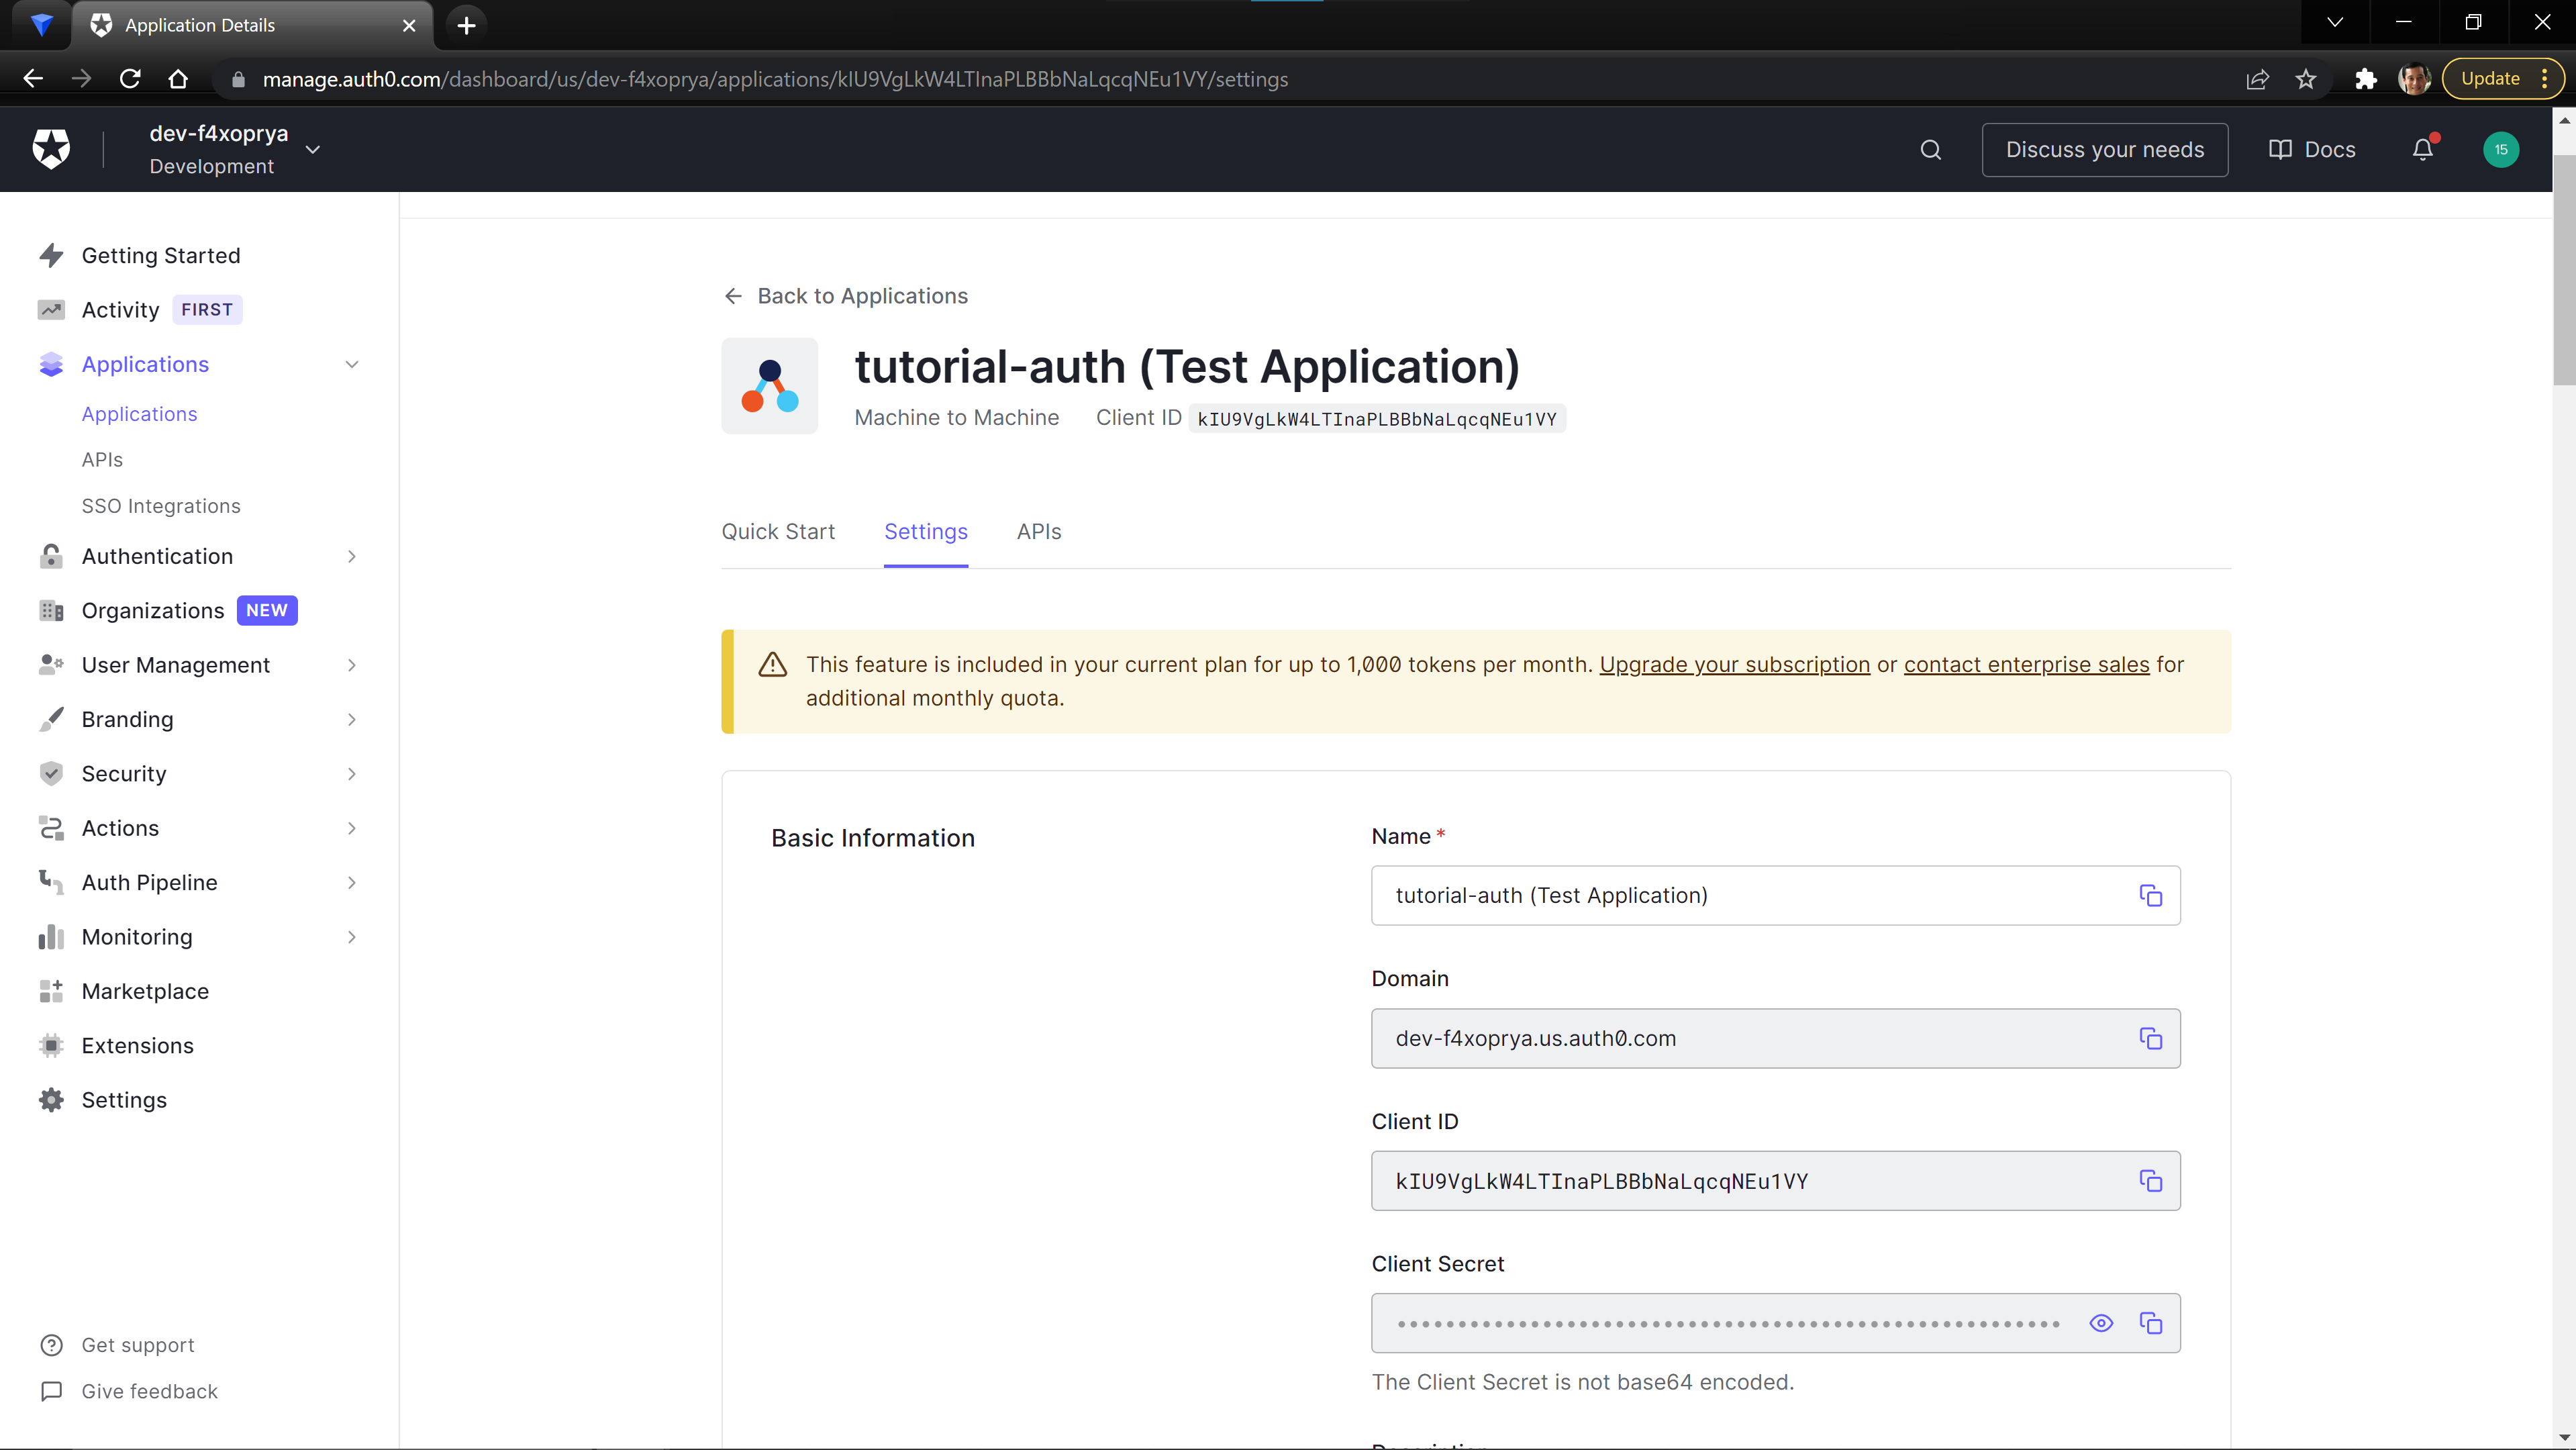 Application Details
manage.auth0.com/dashboard/us/dev-f4xoprya/applications/kIU9VgLkW4LTInaPLBBbNaLqcqNEu1VY/settings
Update
dev-f4xoprya
Development
Discuss your needs
Docs
15
Getting Started
Activity FIRST
Applications
Applications
APIs
SSO Integrations
Authentication
Organizations NEW
User Management
Branding
Security
Actions
Auth Pipeline
Monitoring
Marketplace
Extensions
Settings
Get support
Give feedback
Back to Applications
tutorial-auth (Test Application)
Machine to Machine Client ID kIU9VgLkW4LTInaPLBBbNaLqcqNEu1VY
Quick Start Settings APIs
This feature is included in your current plan for up to 1,000 tokens per month. Upgrade your subscription or contact enterprise sales for
additional monthly quota.
Basic Information
Name *
tutorial-auth (Test Application)
Domain
dev-f4xoprya.us.auth0.com
Client ID
kIU9VgLkW4LTInaPLBBbNaLqcqNEu1VY
Client Secret
The Client Secret is not base64 encoded.